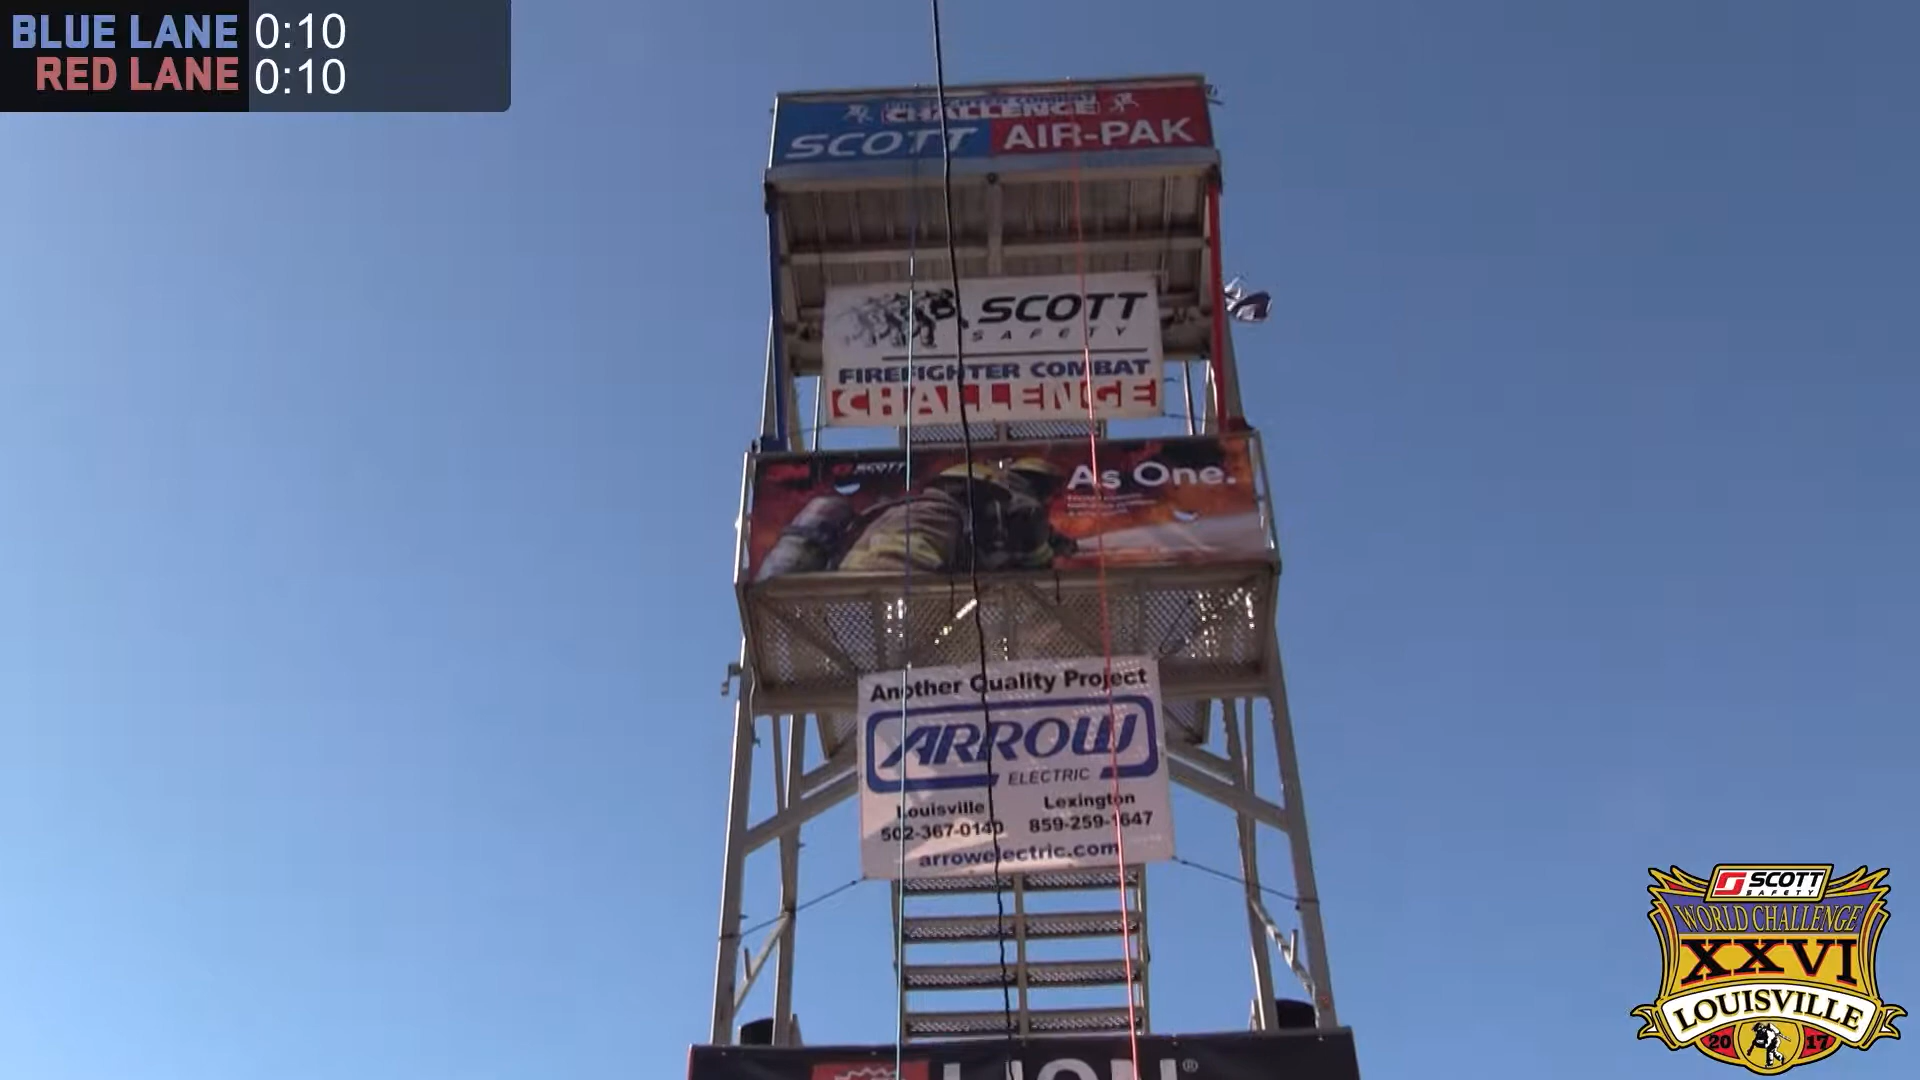 BLUE LANE 0:10
RED LANE 0:10
CHALLENGE
SCOTT AIR-PAK
SCOTT
SAFETY
FIREFIGHTER COMBAT
CHALLENGE
SCOTT
As One.
Another Quality Project
ARROW
ELECTRIC
Louisville Lexington
502-367-0140 859-259-1647
arrowelectric.com
LION®
SCOTT
SAFETY
WORLD CHALLENGE
XXVI
LOUISVILLE
20 17